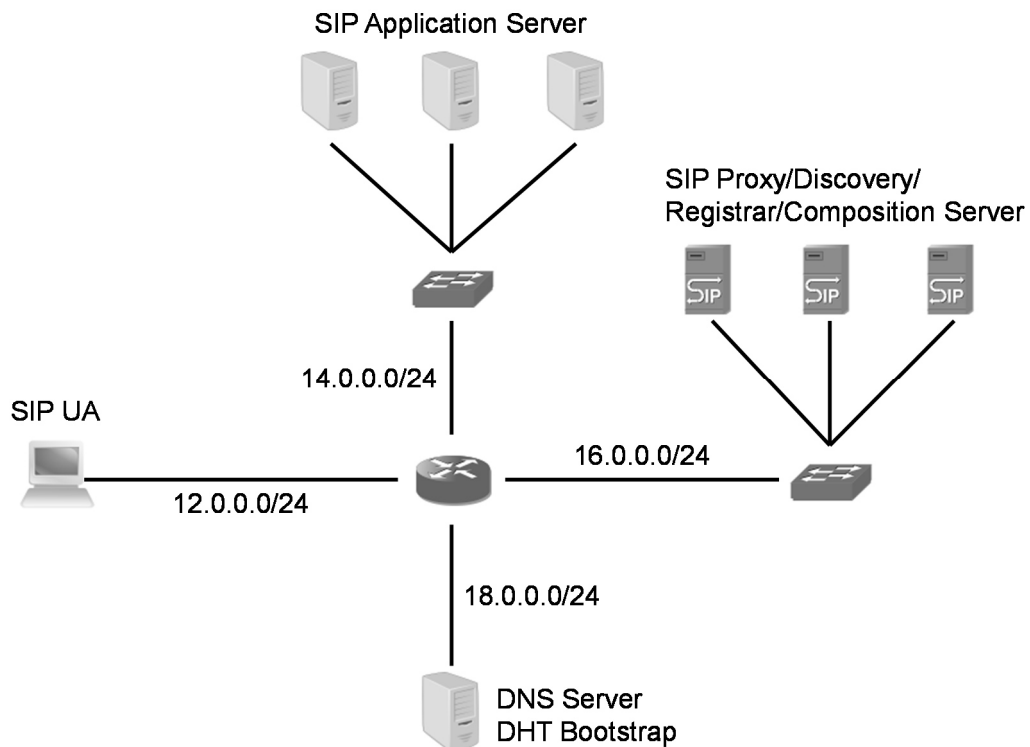 SIP Application Server
SIP Proxy/Discovery/
Registrar/Composition Server
SIP
SIP
SIP
14.0.0.0/24
SIP UA
16.0.0.0/24
12.0.0.0/24
18.0.0.0/24
DNS Server
DHT Bootstrap